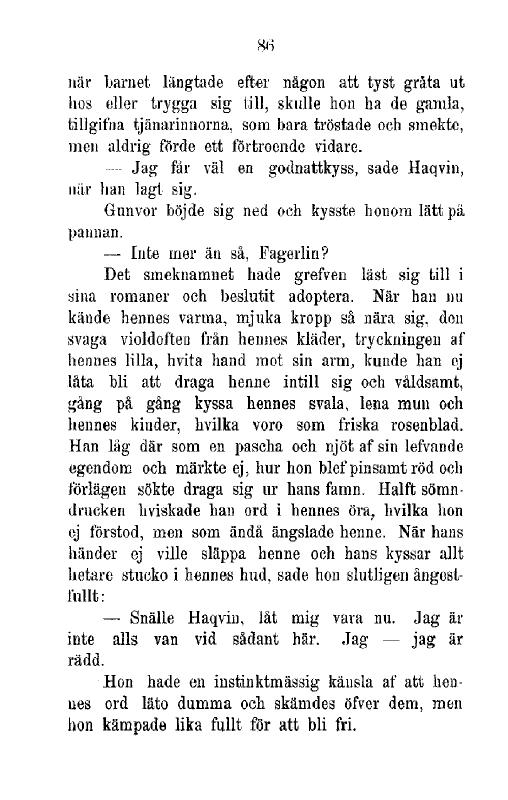 86
när barnet längtade efter någon att tyst gråta ut
hos eller trygga sig till, skulle hon ha de gamla,
tillgifna tjänarinnorna, som bara tröstade och smekte,
men aldrig förde ett förtroende vidare.
— Jag får väl en godnattkyss, sade Haqvin,
när han lagt sig.
Gunvor böjde sig ned och kysste honom lätt på
pannan.
— Inte mer än så, Fagerlin?
Det smeknamnet hade grefven läst sig till i
sina romaner och beslutit adoptera. När han nu
kände hennes varma, mjuka kropp så nära sig, den
svaga violdoften från hennes kläder, tryckningen af
hennes lilla, hvita hand mot sin arm, kunde han ej
låta bli att draga henne intill sig och våldsamt,
gång på gång kyssa hennes svala, lena mun och
hennes kinder, hvilka voro som friska rosenblad.
Han låg där som en pascha och njöt af sin lefvande
egendom och märkte ej, hur hon blef pinsamt röd och
förlägen sökte draga sig ur hans famn. Halft sömn-
drucken hviskade han ord i hennes öra, hvilka hon
ej förstod, men som ändå ängslade henne. När hans
händer ej ville släppa henne och hans kyssar allt
hetare stucko i hennes hud, sade hon slutligen ångest-
fullt:
— Snälle Haqvin, låt mig vara nu. Jag är
inte alls van vid sådant här. Jag — jag är
rädd.
Hon hade en instinktmässig känsla af att hen-
nes ord läto dumma och skämdes öfver dem, men
hon kämpade lika fullt för att bli fri.